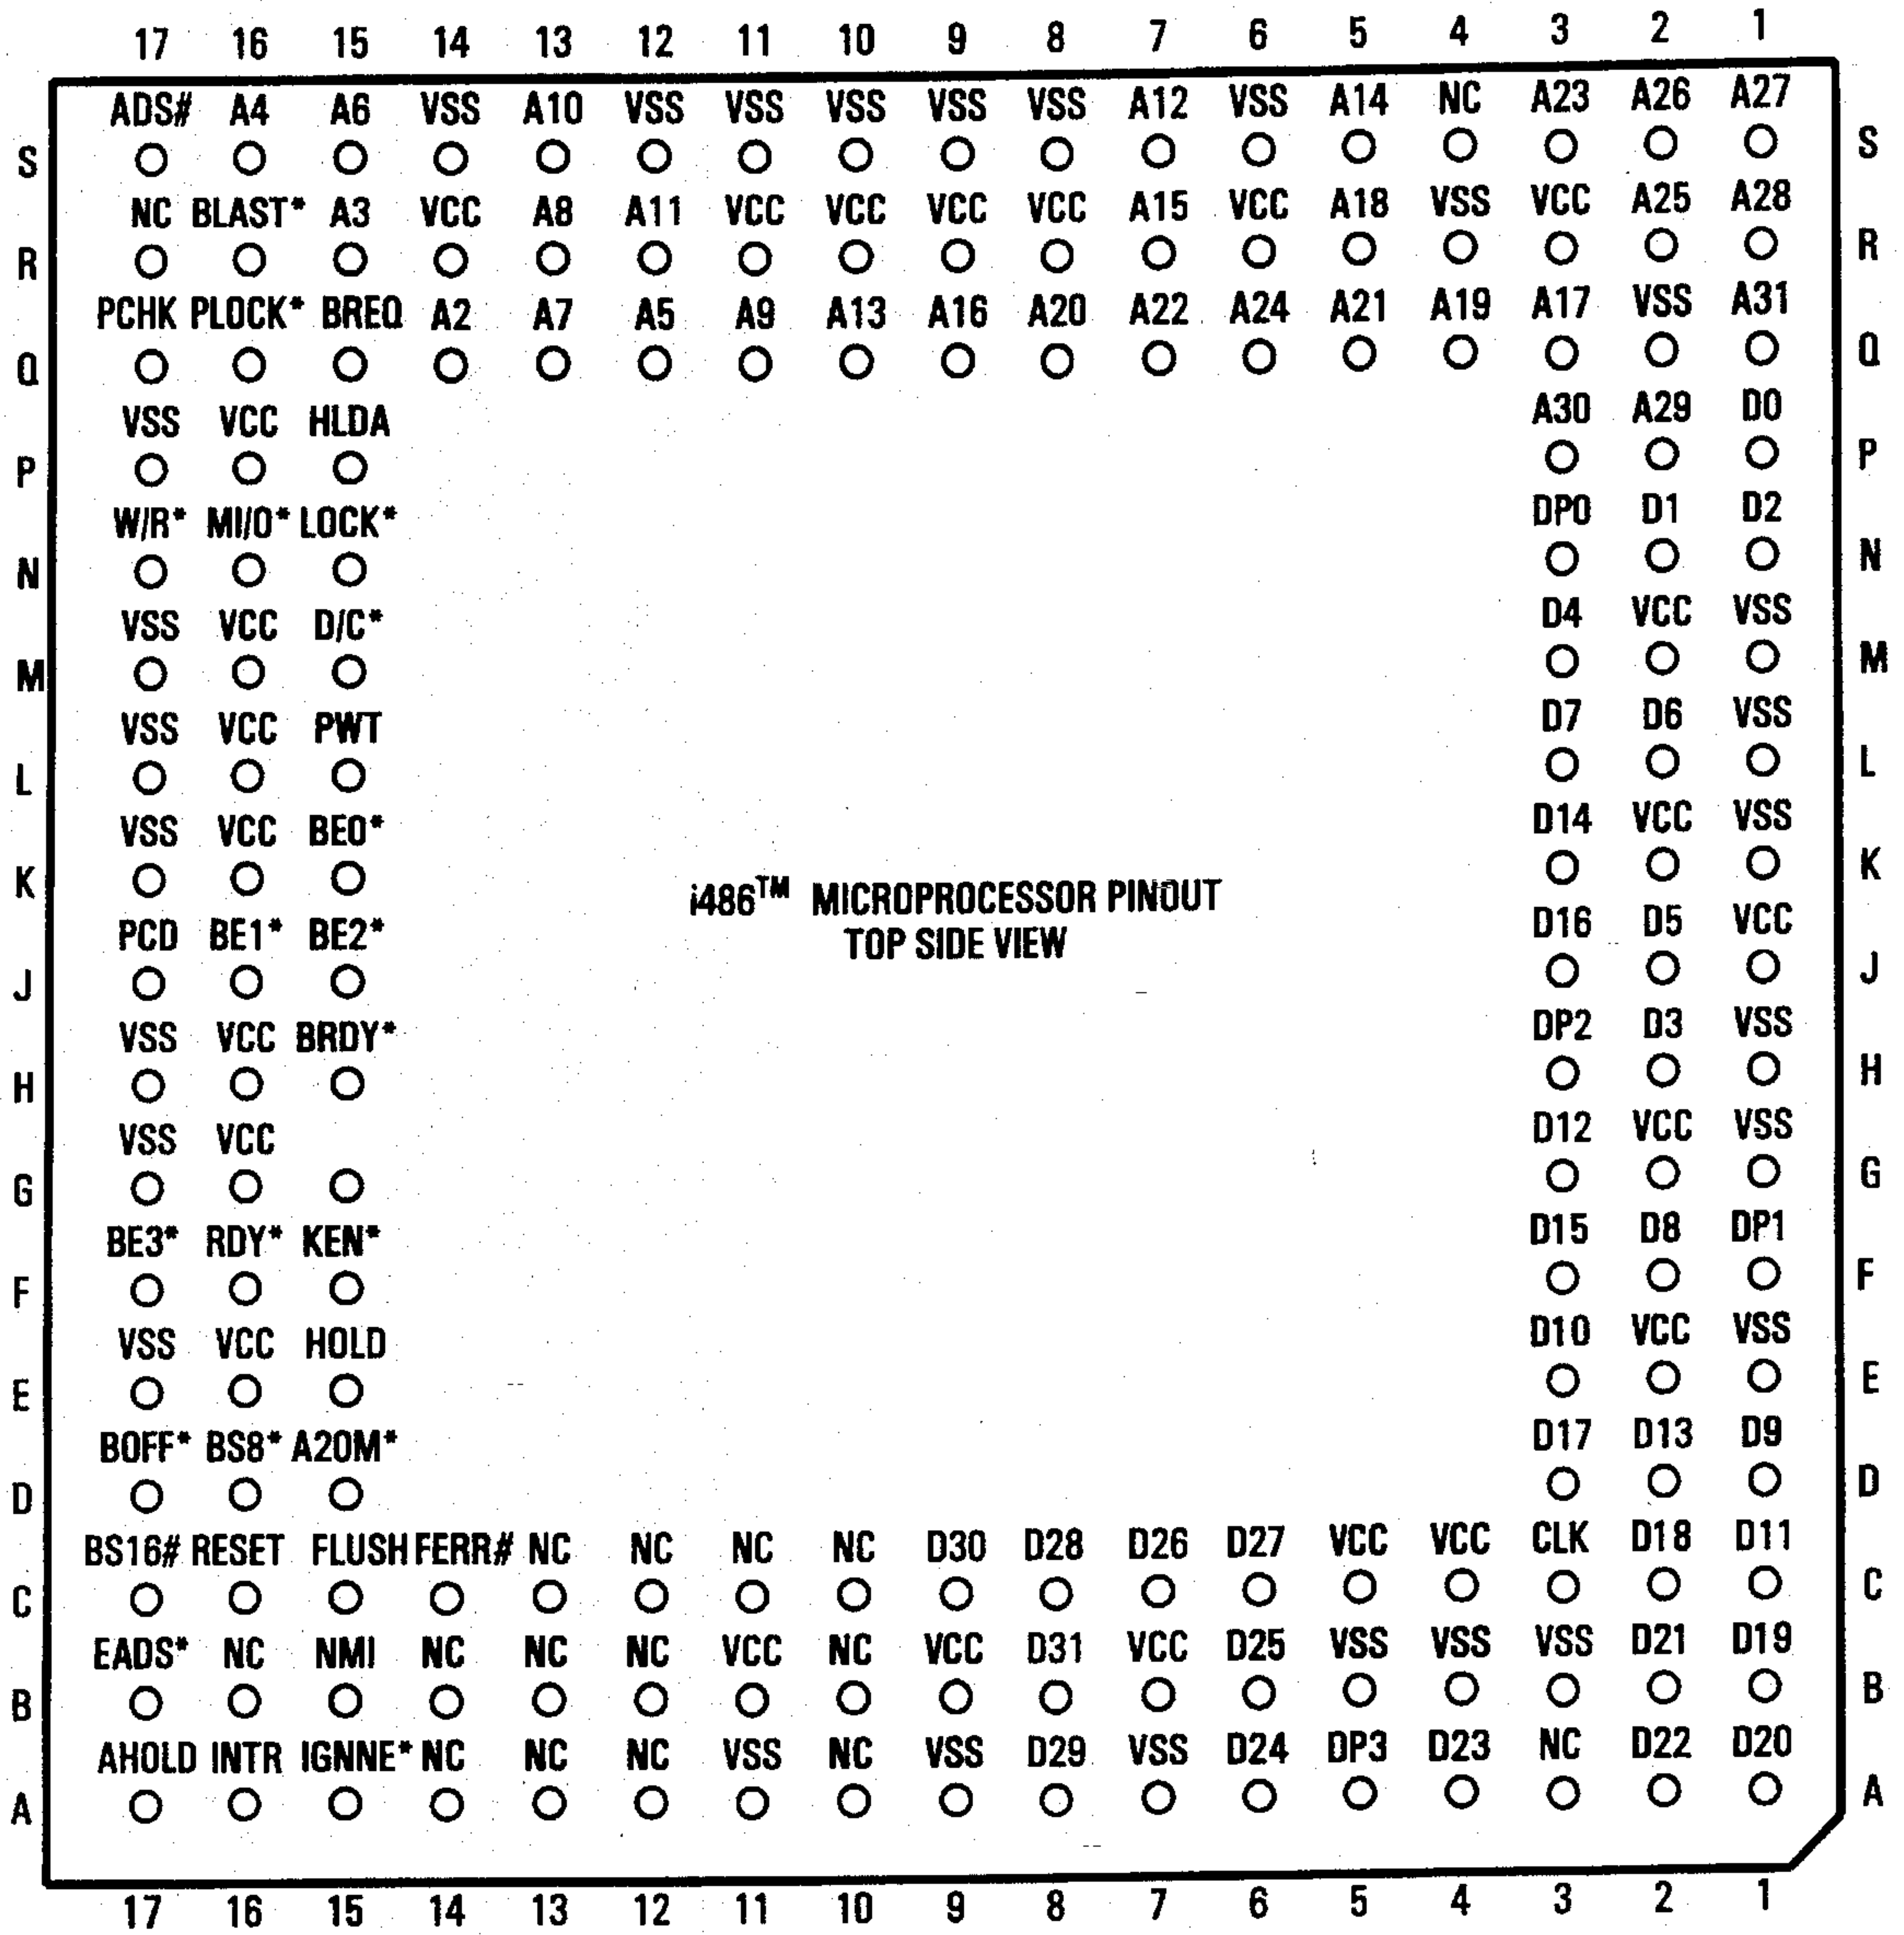 17 16 15 14 13 12 11 10 9 8 7 6 5 4 3 2 1
ADS# A4 A6 VSS A10 VSS VSS VSS VSS VSS A12 VSS A14 NC A23 A26 A27
S S
NC BLAST* A3 VCC A8 A11 VCC VCC VCC VCC A15 VCC A18 VSS VCC A25 A28
R R
PCHK PLOCK* BREQ A2 A7 A5 A9 A13 A16 A20 A22 A24 A21 A19 A17 VSS A31
Q Q
VSS VCC HLDA A30 A29 D0
P P
W/R* MI/O* LOCK* DP0 D1 D2
N N
VSS VCC D/C* D4 VCC VSS
M M
VSS VCC PWT D7 D6 VSS
L L
VSS VCC BE0* D14 VCC VSS
K K
i486™ MICROPROCESSOR PINOUT
TOP SIDE VIEW
PCD BE1* BE2* D16 D5 VCC
J J
VSS VCC BRDY* DP2 D3 VSS
H H
VSS VCC D12 VCC VSS
G G
BE3* RDY* KEN* D15 D8 DP1
F F
VSS VCC HOLD D10 VCC VSS
E E
BOFF* BS8* A20M* D17 D13 D9
D D
BS16# RESET FLUSH FERR# NC NC NC NC D30 D28 D26 D27 VCC VCC CLK D18 D11
C C
EADS* NC NMI NC NC NC VCC NC VCC D31 VCC D25 VSS VSS VSS D21 D19
B B
AHOLD INTR IGNNE* NC NC NC VSS NC VSS D29 VSS D24 DP3 D23 NC D22 D20
A A
17 16 15 14 13 12 11 10 9 8 7 6 5 4 3 2 1